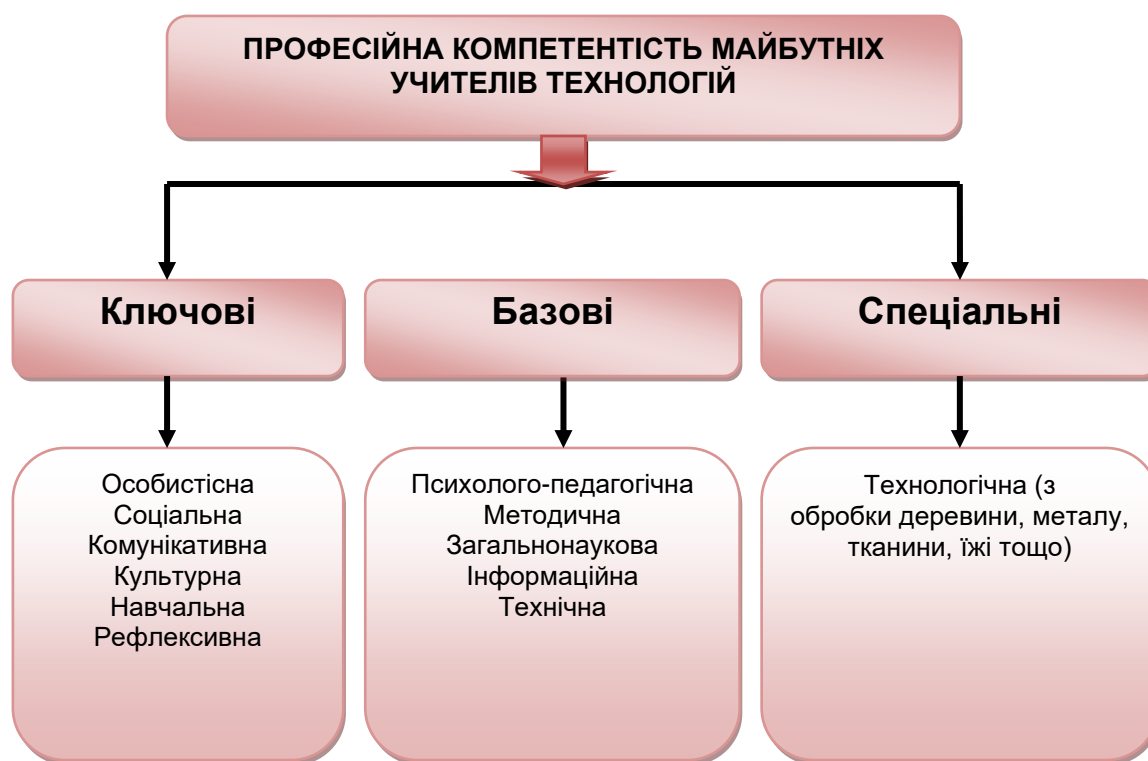 ПРОФЕСІЙНА КОМПЕТЕНТІСТЬ МАЙБУТНІХ
УЧИТЕЛІВ ТЕХНОЛОГІЙ
Ключові
Базові
Спеціальні
Особистісна
Соціальна
Комунікативна
Культурна
Навчальна
Рефлексивна
Психолого-педагогічна
Методична
Загальнонаукова
Інформаційна
Технічна
Технологічна (з
обробки деревини, металу,
тканини, їжі тощо)